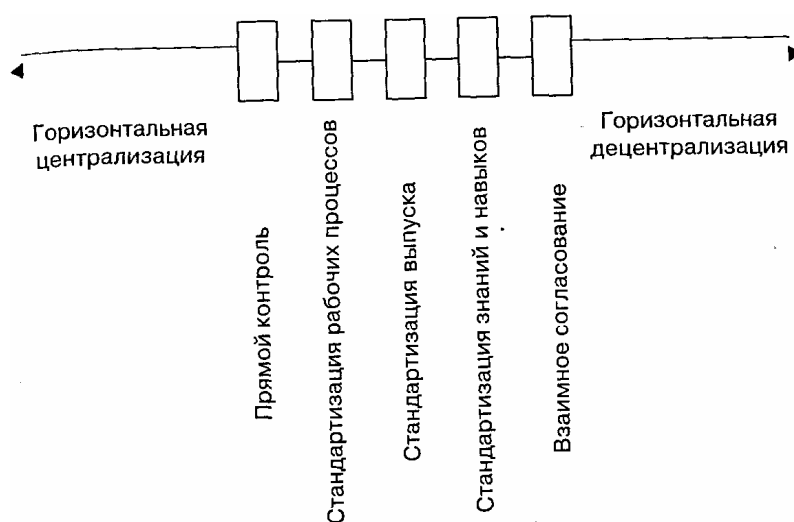 Горизонтальная
централизация
Горизонтальная
децентрализация
Прямой контроль
Стандартизация рабочих процессов
Стандартизация выпуска
Стандартизация знаний и навыков
Взаимное согласование